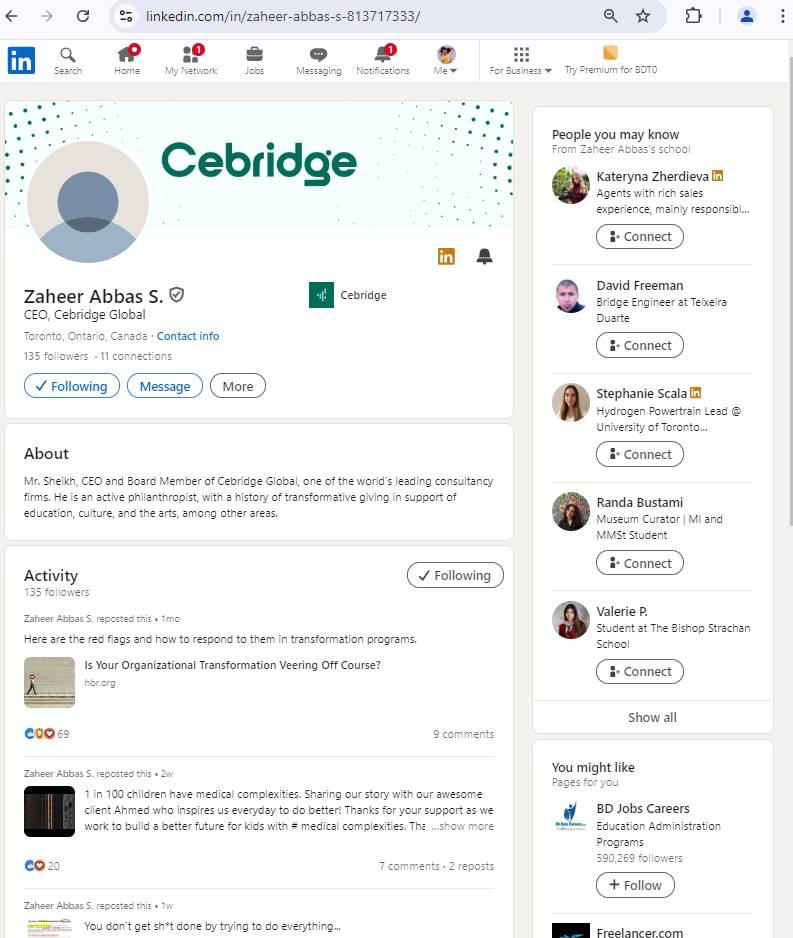 linkedin.com/in/zaheer-abbas-s-813717333/
in
Search
Home
1
My Network
Jobs
Messaging
1
Notifications
Me
For Business
Try Premium for BDT0
Cebridge
in
Zaheer Abbas S.
Cebridge
CEO, Cebridge Global
Toronto, Ontario, Canada · Contact info
135 followers · 11 connections
Following
Message
More
About
Mr. Sheikh, CEO and Board Member of Cebridge Global, one of the world's leading consultancy
firms. He is an active philanthropist, with a history of transformative giving in support of
education, culture, and the arts, among other areas.
Activity
Following
135 followers
Zaheer Abbas S. reposted this • 1mo
Here are the red flags and how to respond to them in transformation programs.
Is Your Organizational Transformation Veering Off Course?
hbr.org
69
9 comments
Zaheer Abbas S. reposted this • 2w
1 in 100 children have medical complexities. Sharing our story with our awesome
client Ahmed who inspires us everyday to do better! Thanks for your support as we
work to build a better future for kids with # medical complexities. Tha ...show more
20
7 comments · 2 reposts
Zaheer Abbas S. reposted this • 1w
You don't get sh*t done by trying to do everything...
People you may know
From Zaheer Abbas's school
Kateryna Zherdieva in
Agents with rich sales
experience, mainly responsibl...
Connect
David Freeman
Bridge Engineer at Teixeira
Duarte
Connect
Stephanie Scala in
Hydrogen Powertrain Lead @
University of Toronto...
Connect
Randa Bustami
Museum Curator | MI and
MMSt Student
Connect
Valerie P.
Student at The Bishop Strachan
School
Connect
Show all
You might like
Pages for you
BD Jobs Careers
Education Administration
Programs
590,269 followers
+ Follow
Freelancer.com